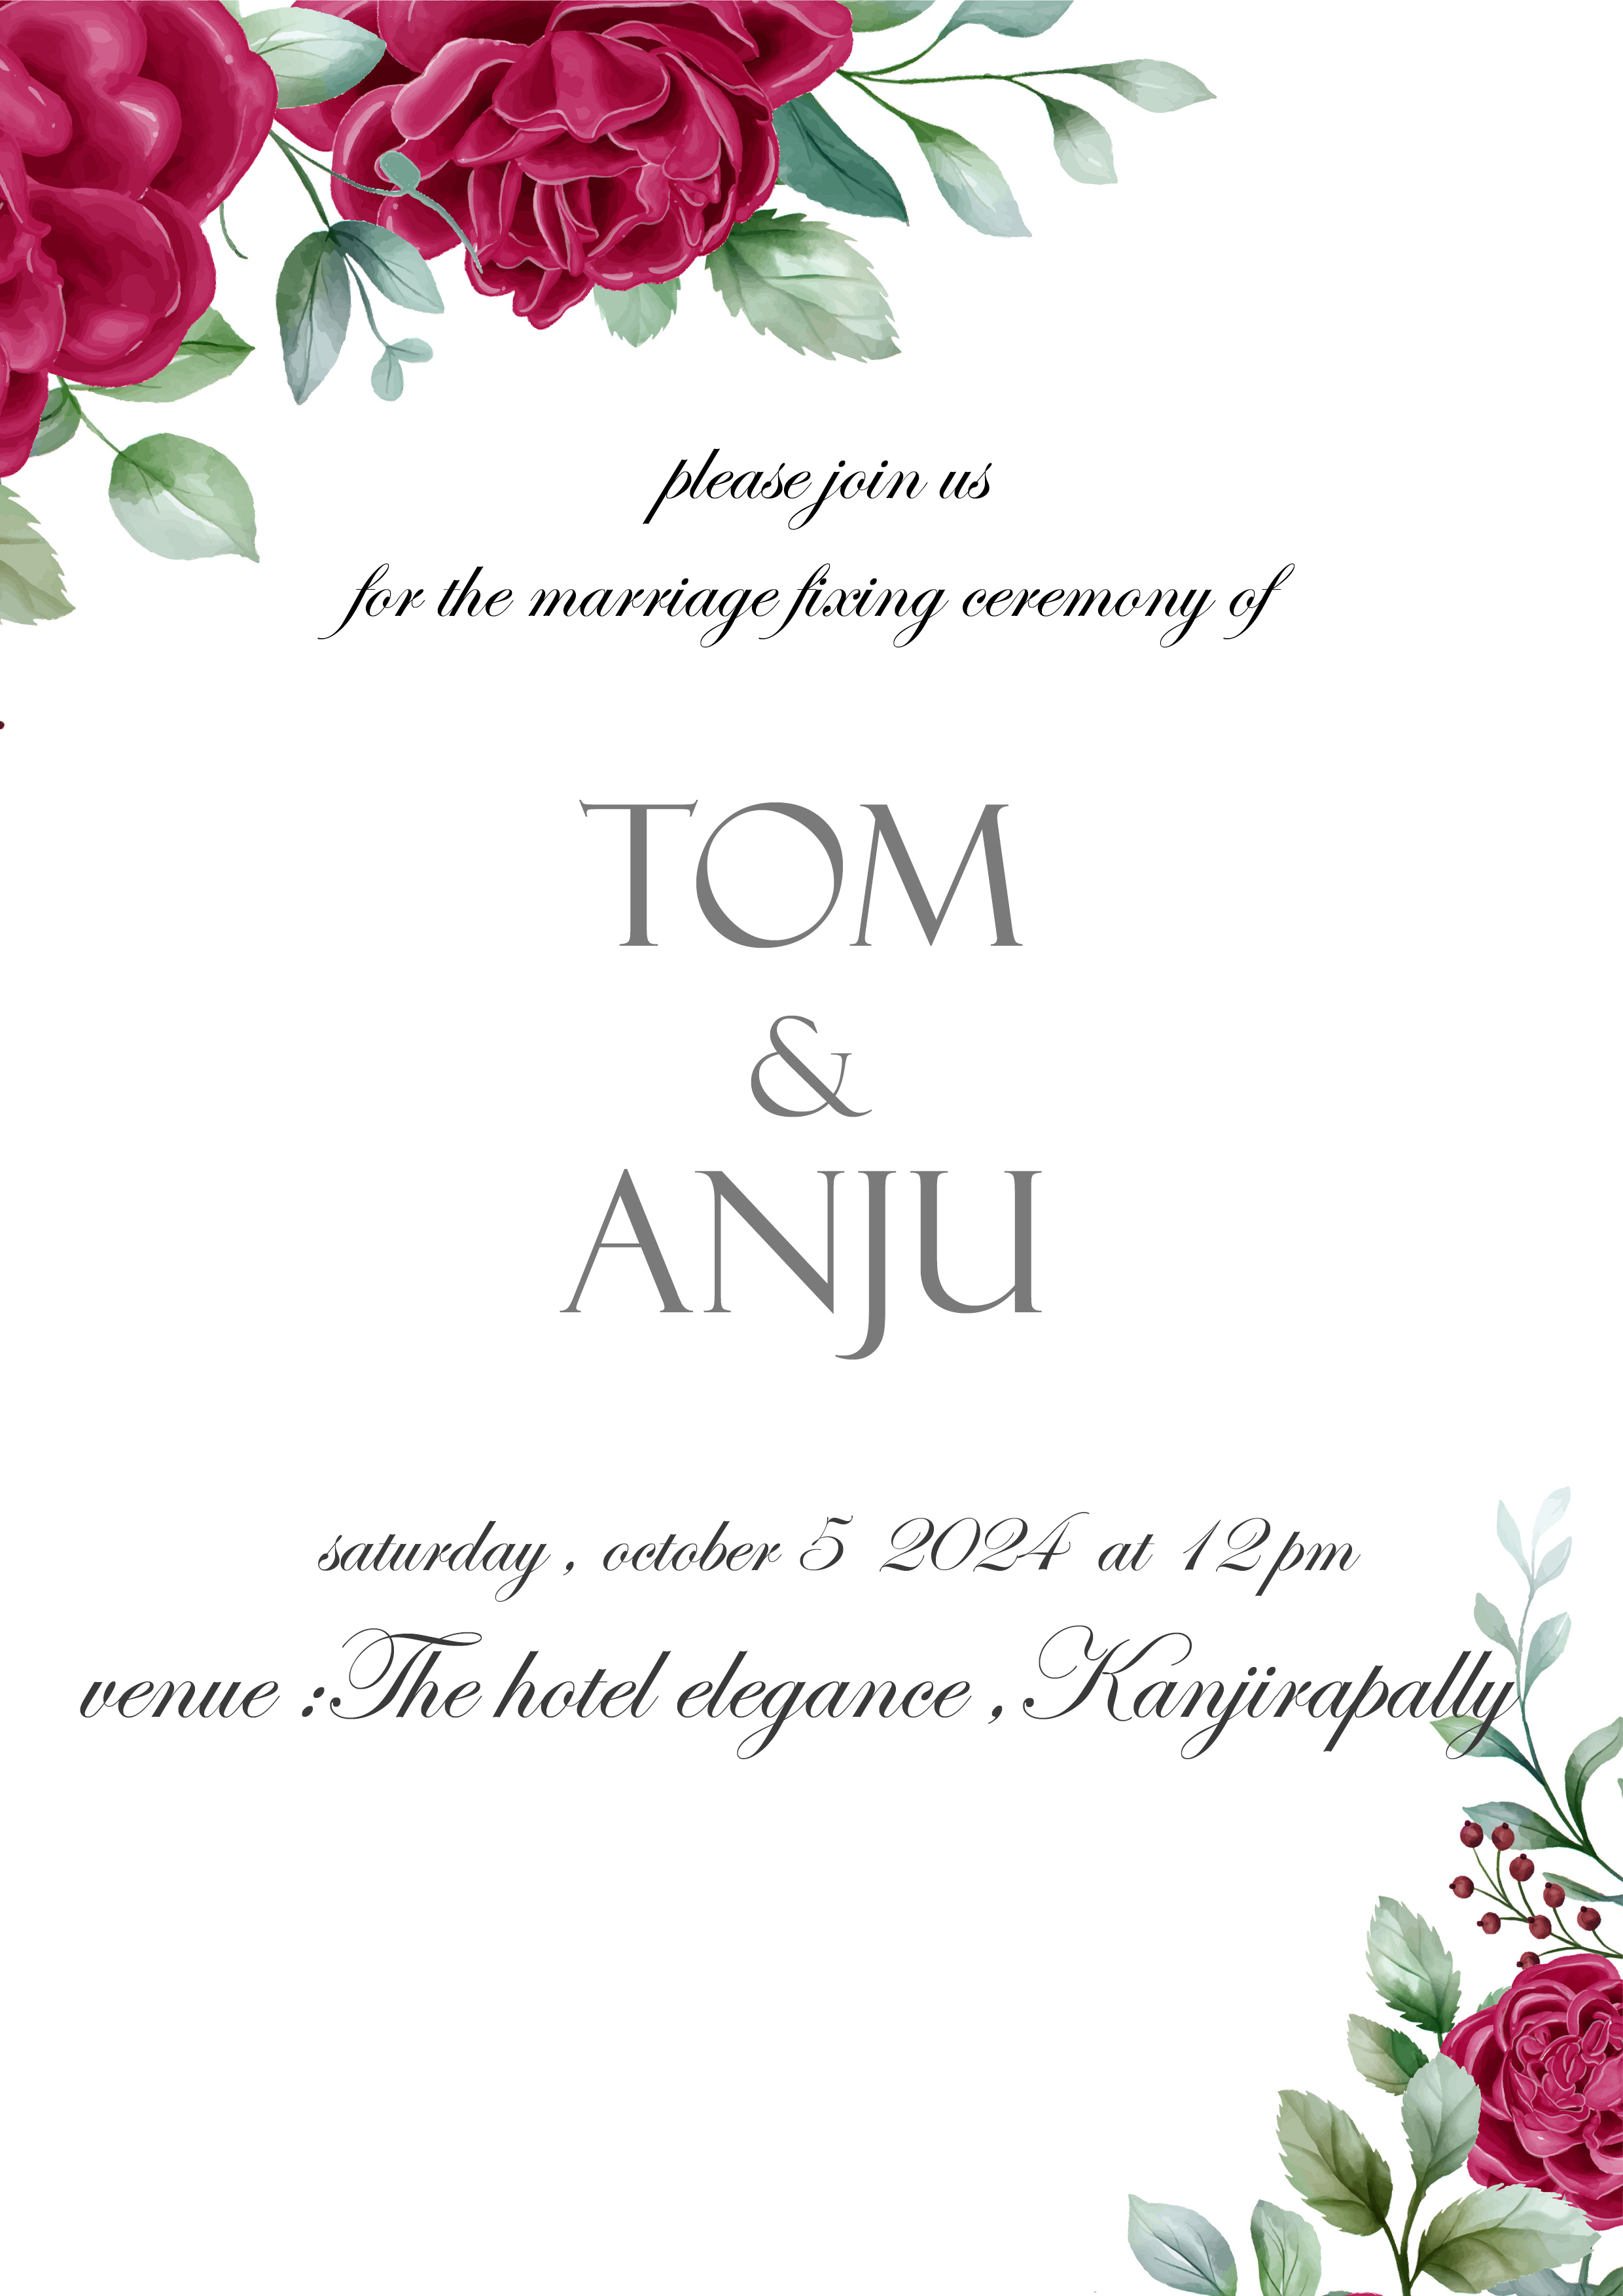 please join us
for the marriage fixing ceremony of
TOM
&
ANJU
saturday , october 5 2024 at 12pm
venue :The hotel elegance , Kanjirapally